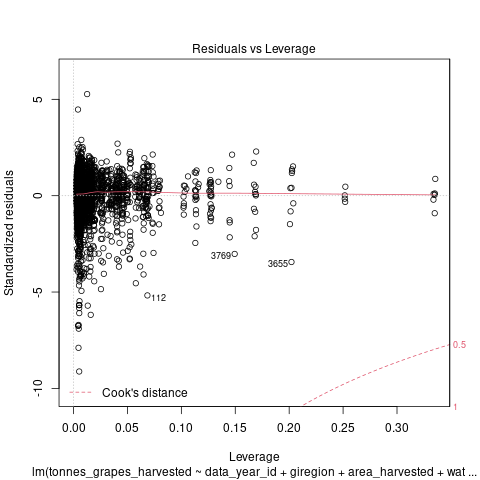 Residuals vs Leverage
Standardized residuals
5
0
-5
-10
3769
3655
112
0.5
1
Cook's distance
0.00 0.05 0.10 0.15 0.20 0.25 0.30
Leverage
lm(tonnes_grapes_harvested ~ data_year_id + giregion + area_harvested + wat ...